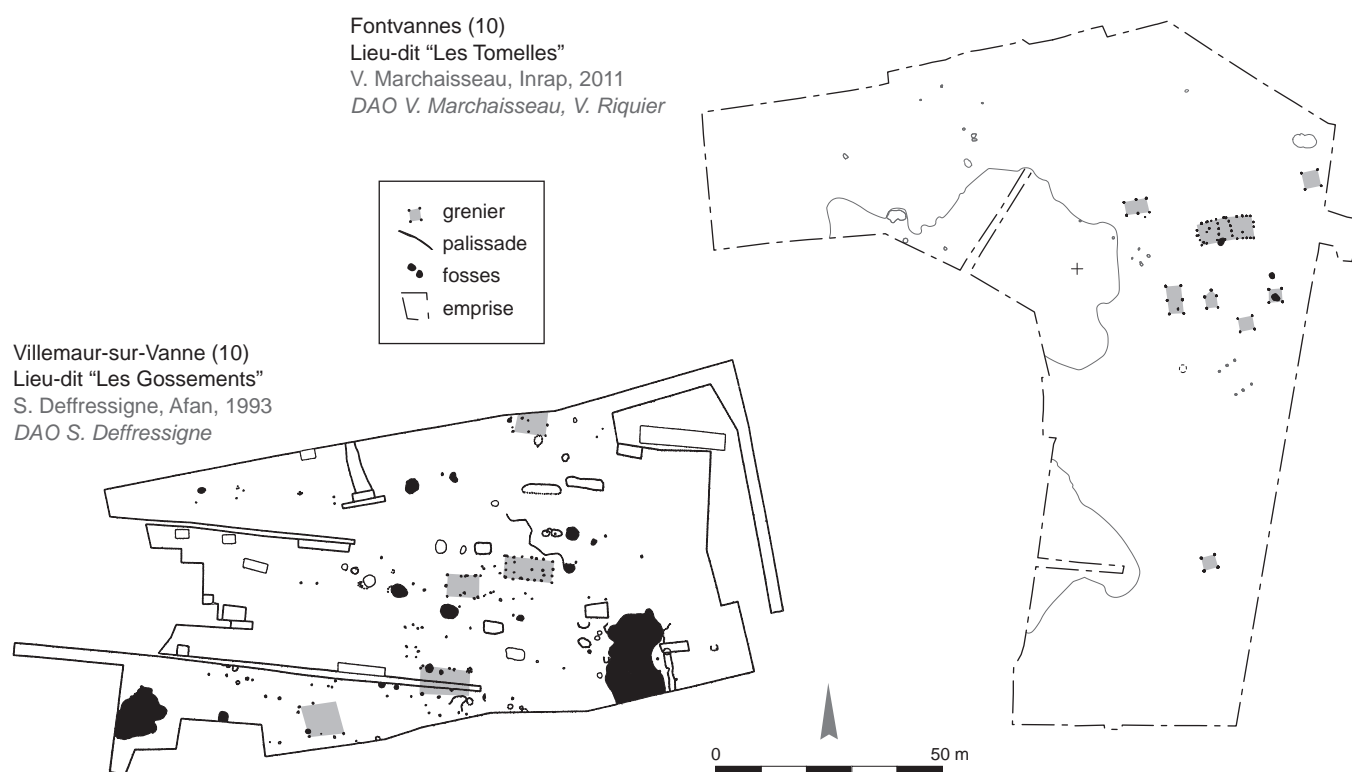 Fontvannes (10)
Lieu-dit “Les Tomelles”
V. Marchaisseau, Inrap, 2011
DAO V. Marchaisseau, V. Riquier
grenier
palissade
fosses
emprise
Villemaur-sur-Vanne (10)
Lieu-dit “Les Gossements”
S. Deffressigne, Afan, 1993
DAO S. Deffressigne
0 50 m